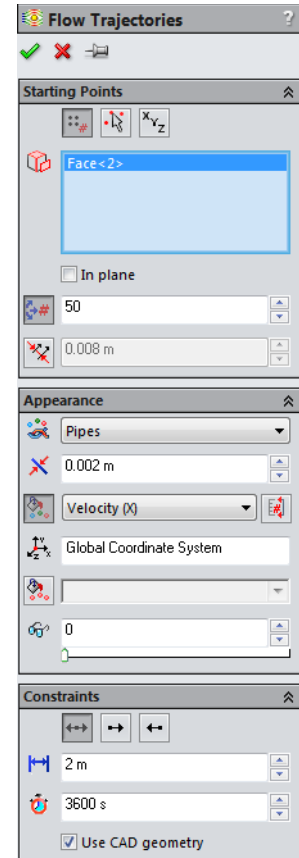 Flow Trajectories ?
Starting Points
#
X Y Z
Face<2>
In plane
# 50
0.008 m
Appearance
Pipes
0.002 m
Velocity (X) #
Y X Z Global Coordinate System
0
Constraints
2 m
3600 s
Use CAD geometry